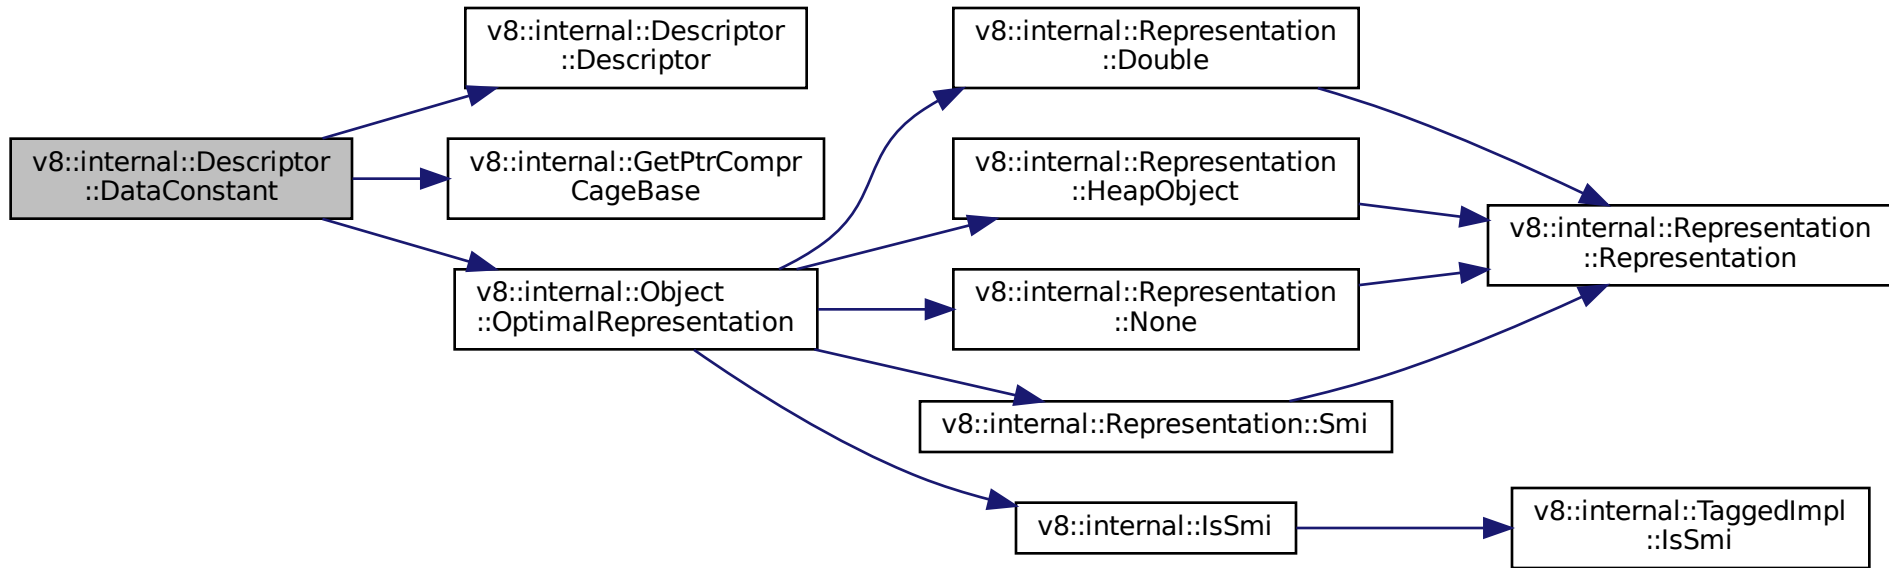 v8::internal::Descriptor
::DataConstant
v8::internal::Descriptor
::Descriptor
v8::internal::GetPtrCompr
CageBase
v8::internal::Object
::OptimalRepresentation
v8::internal::Representation
::Double
v8::internal::Representation
::HeapObject
v8::internal::Representation
::None
v8::internal::Representation::Smi
v8::internal::IsSmi
v8::internal::Representation
::Representation
v8::internal::TaggedImpl
::IsSmi